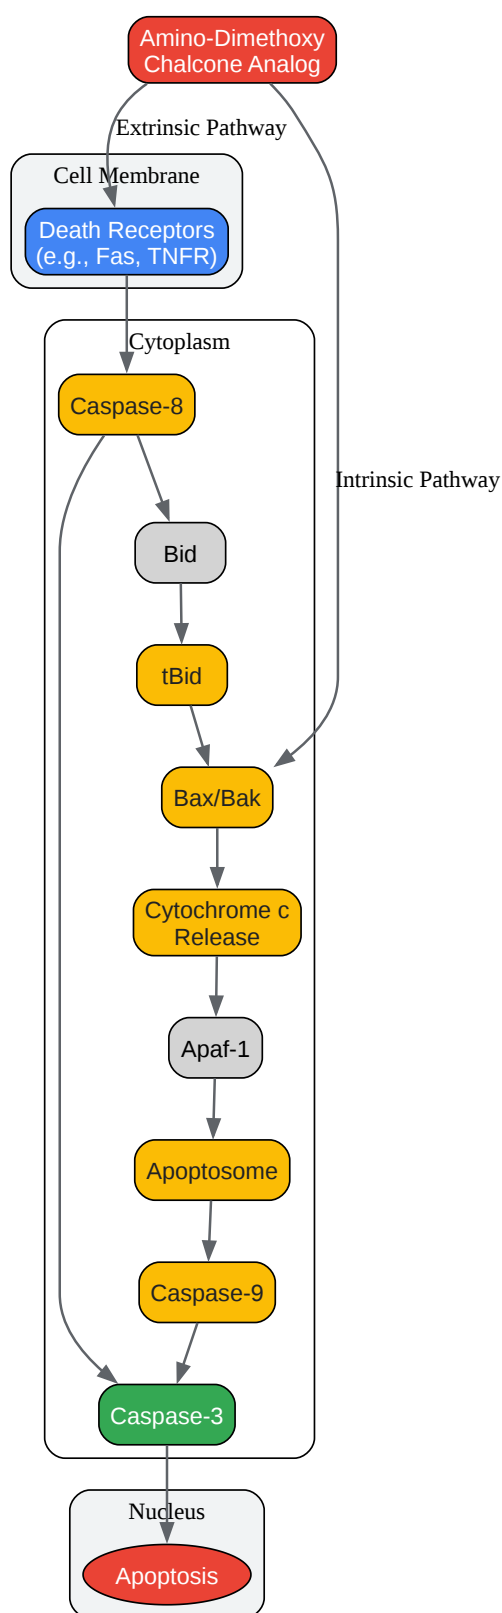 Amino-Dimethoxy
Chalcone Analog
Extrinsic Pathway
Cell Membrane
Death Receptors
(e.g., Fas, TNFR)
Cytoplasm
Caspase-8
Intrinsic Pathway
Bid
tBid
Bax/Bak
Cytochrome c
Release
Apaf-1
Apoptosome
Caspase-9
Caspase-3
Nucleus
Apoptosis